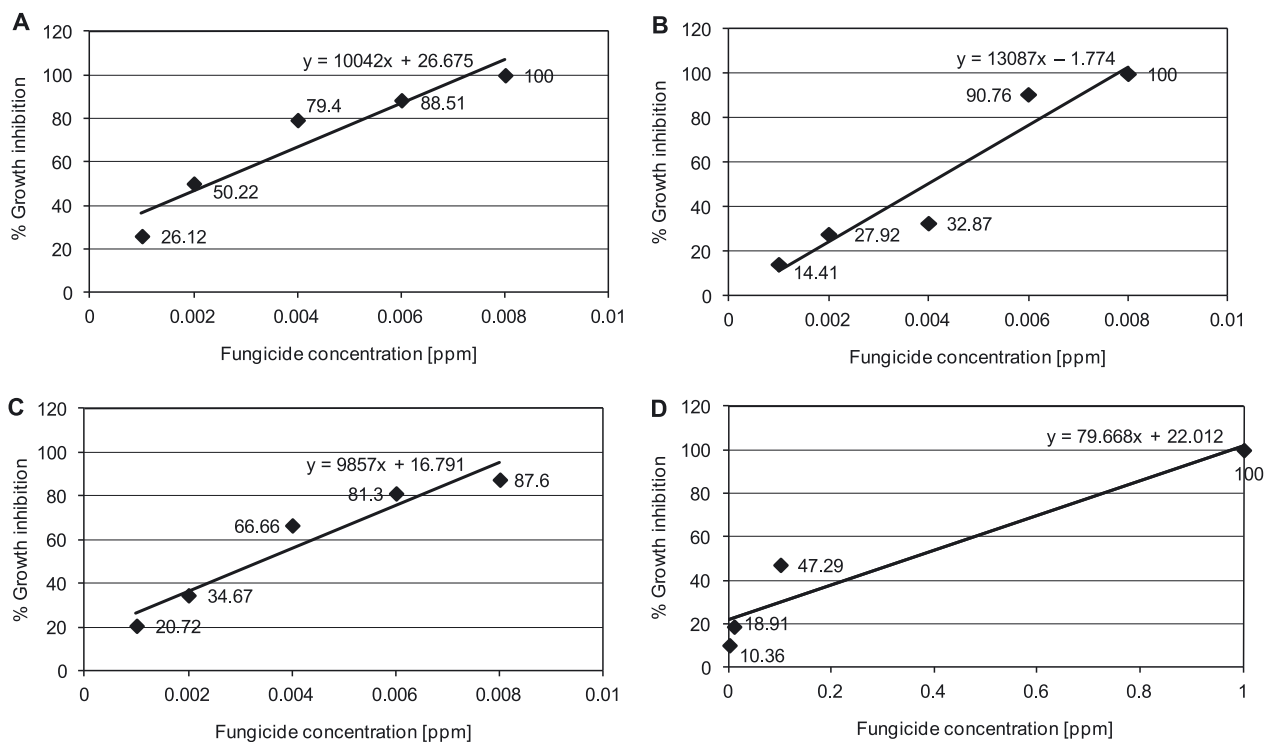 A
120
100
80
60
40
20
0
% Growth inhibition
y = 10042x + 26.675
26.12
50.22
79.4
88.51
100
0 0.002 0.004 0.006 0.008 0.01
Fungicide concentration [ppm]
B
120
100
80
60
40
20
0
% Growth inhibition
y = 13087x – 1.774
14.41
27.92
32.87
90.76
100
0 0.002 0.004 0.006 0.008 0.01
Fungicide concentration [ppm]
C
120
100
80
60
40
20
0
% Growth inhibition
y = 9857x + 16.791
20.72
34.67
66.66
81.3
87.6
0 0.002 0.004 0.006 0.008 0.01
Fungicide concentration [ppm]
D
120
100
80
60
40
20
0
% Growth inhibition
y = 79.668x + 22.012
10.36
18.91
47.29
100
0 0.2 0.4 0.6 0.8 1
Fungicide concentration [ppm]